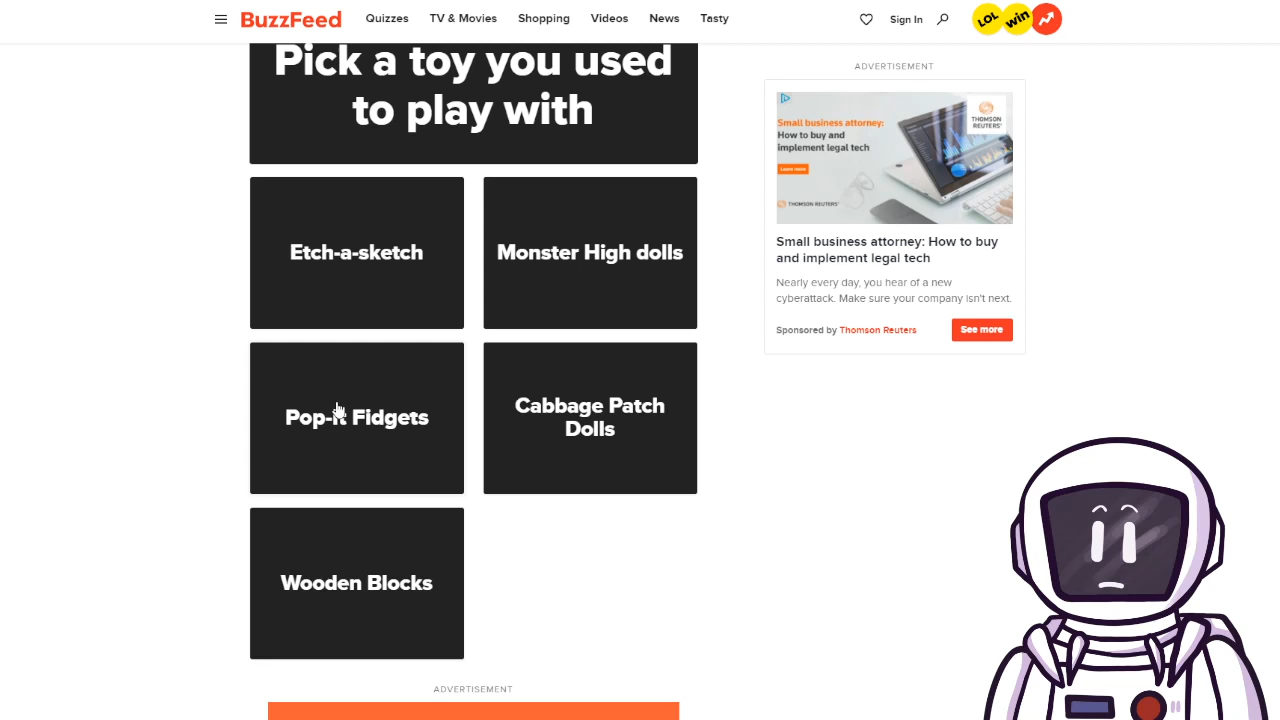 BuzzFeed
Quizzes
TV & Movies
Shopping
Videos
News
Tasty
Sign In
LOL
win
Pick a toy you used
to play with
Etch-a-sketch
Monster High dolls
Pop-it Fidgets
Cabbage Patch
Dolls
Wooden Blocks
ADVERTISEMENT
ADVERTISEMENT
Small business attorney:
How to buy and
implement legal tech
Learn more
THOMSON REUTERS
THOMSON
REUTERS
Small business attorney: How to buy
and implement legal tech
Nearly every day, you hear of a new
cyberattack. Make sure your company isn't next.
Sponsored by Thomson Reuters
See more